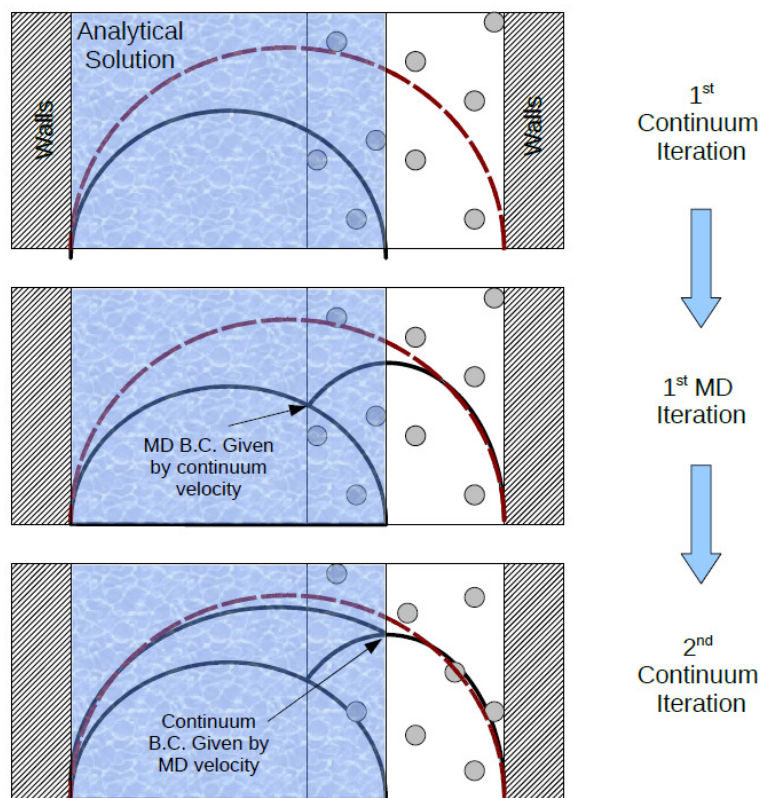 Analytical
Solution
Walls
Walls
1st
Continuum
Iteration
MD B.C. Given
by continuum
velocity
1st MD
Iteration
Continuum
B.C. Given by
MD velocity
2nd
Continuum
Iteration